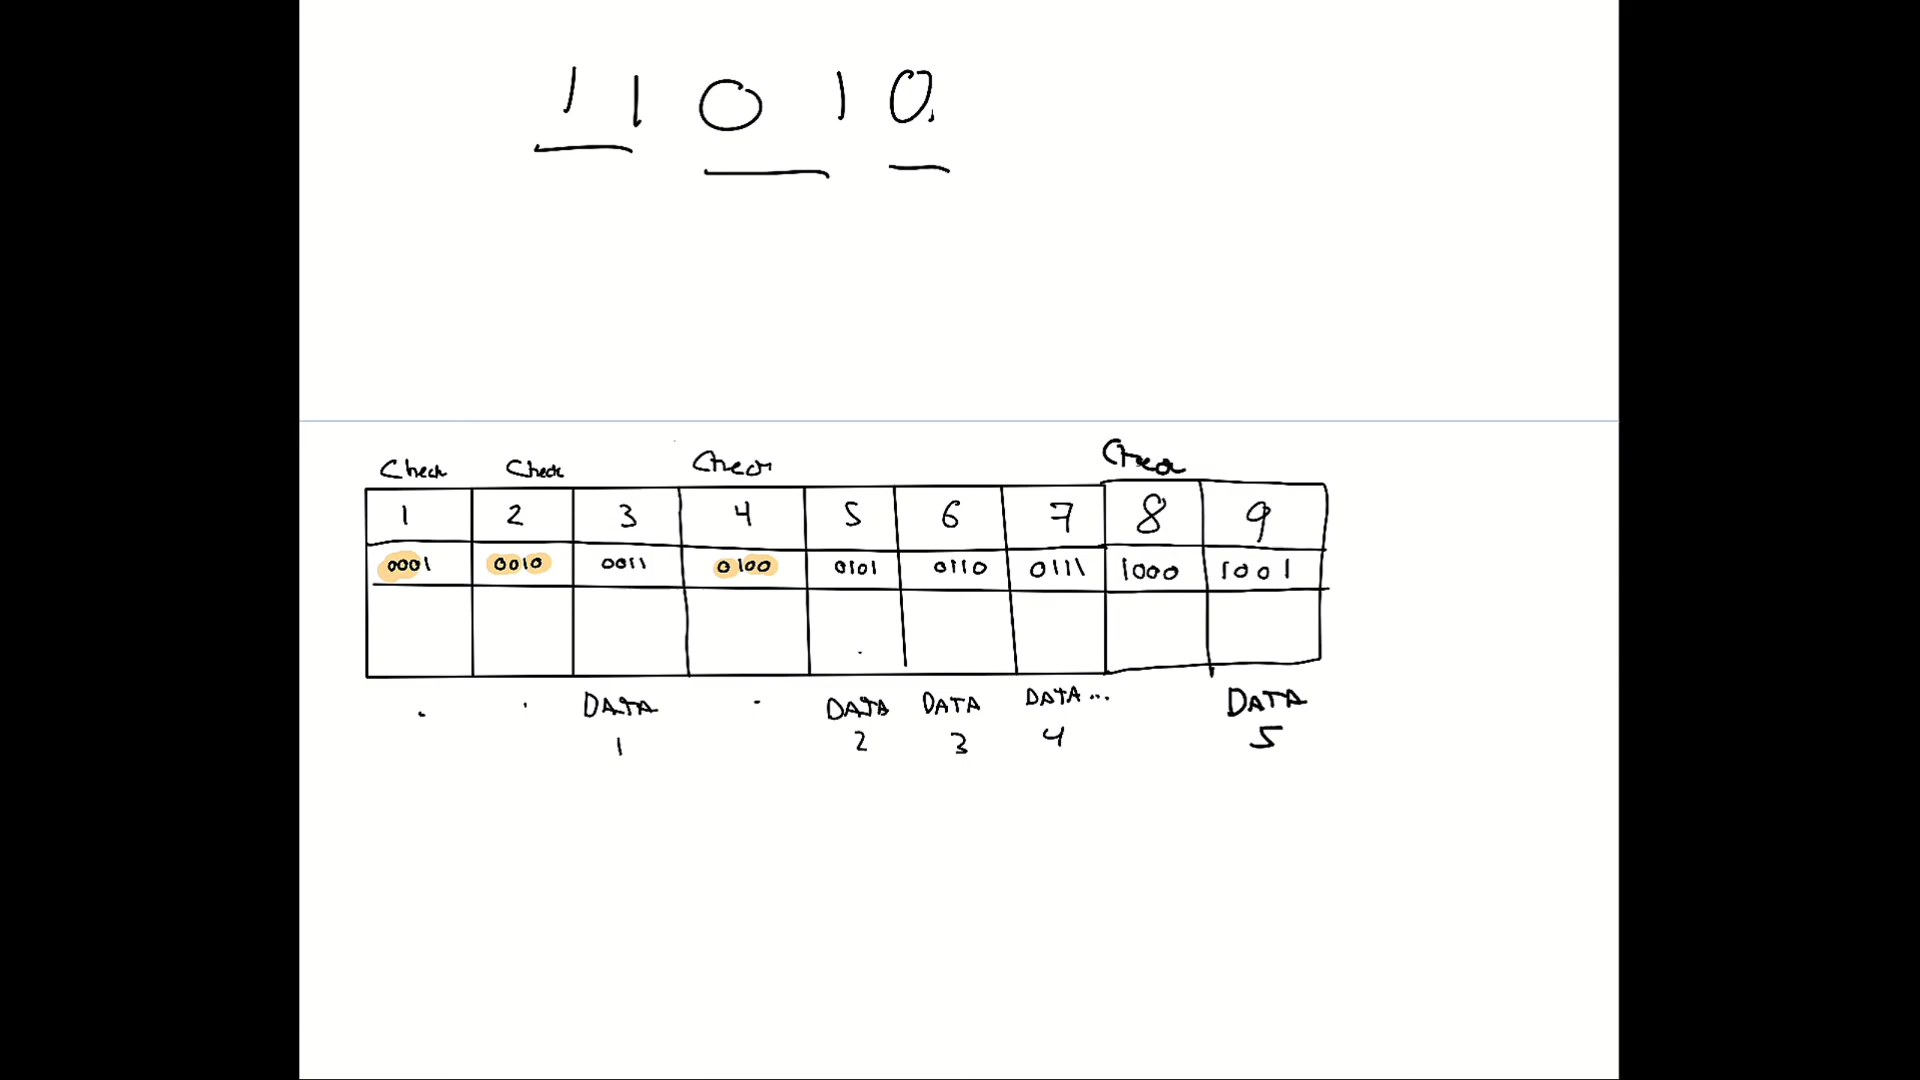 1 1 0 1 0
Check Check Check Check
1 2 3 4 5 6 7 8 9
0001 0010 0011 0100 0101 0110 0111 1000 1001
DATA DATA DATA DATA... DATA
1 2 3 4 5